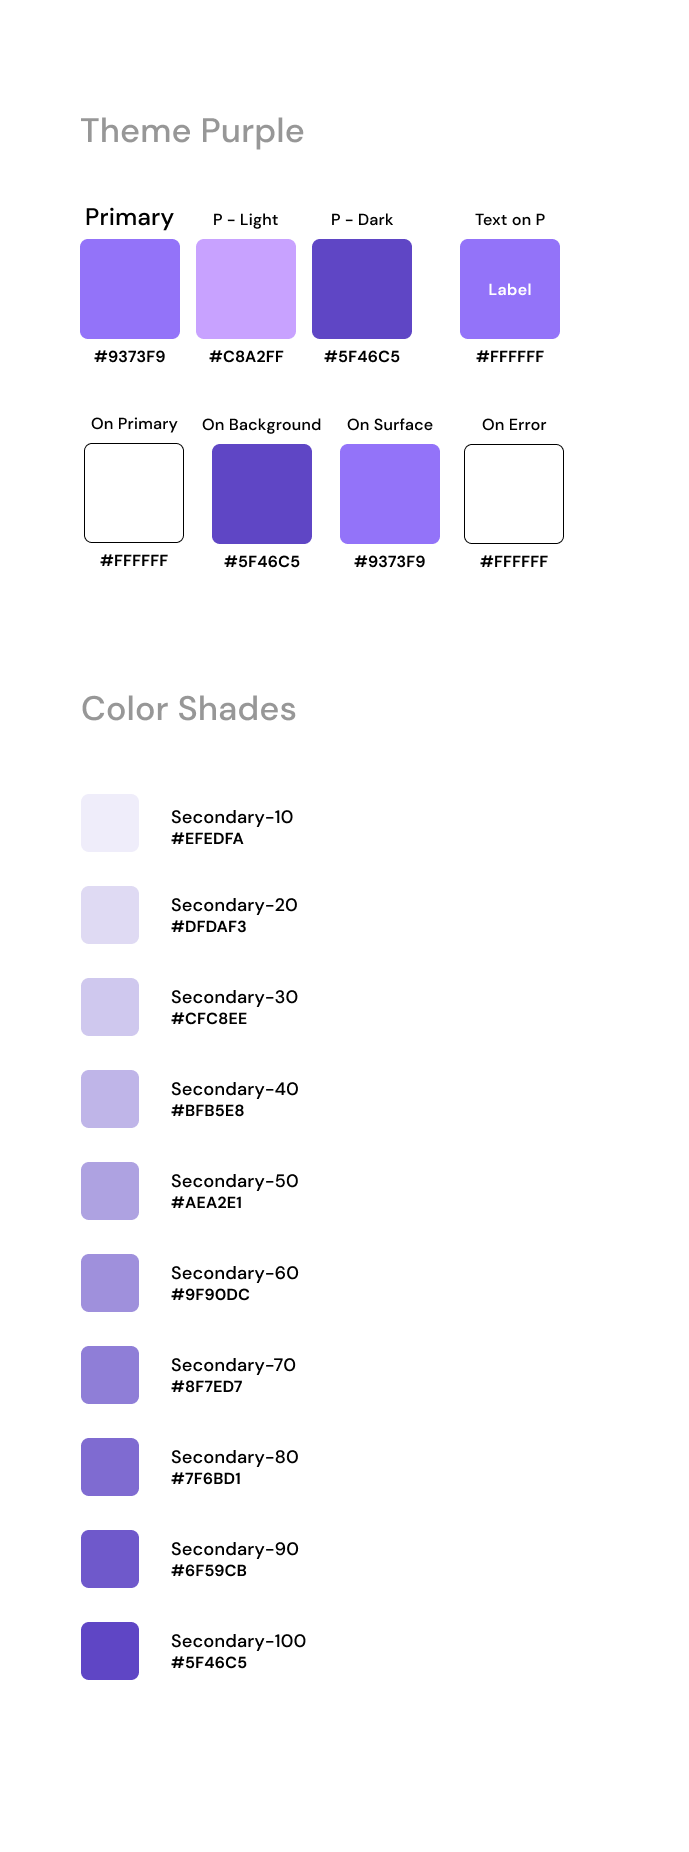 Theme Purple
Primary P - Light P - Dark Text on P
Label
#9373F9 #C8A2FF #5F46C5 #FFFFFF
On Primary On Background On Surface On Error
#FFFFFF #5F46C5 #9373F9 #FFFFFF
Color Shades
Secondary-10
#EFEDFA
Secondary-20
#DFDAF3
Secondary-30
#CFC8EE
Secondary-40
#BFB5E8
Secondary-50
#AEA2E1
Secondary-60
#9F90DC
Secondary-70
#8F7ED7
Secondary-80
#7F6BD1
Secondary-90
#6F59CB
Secondary-100
#5F46C5